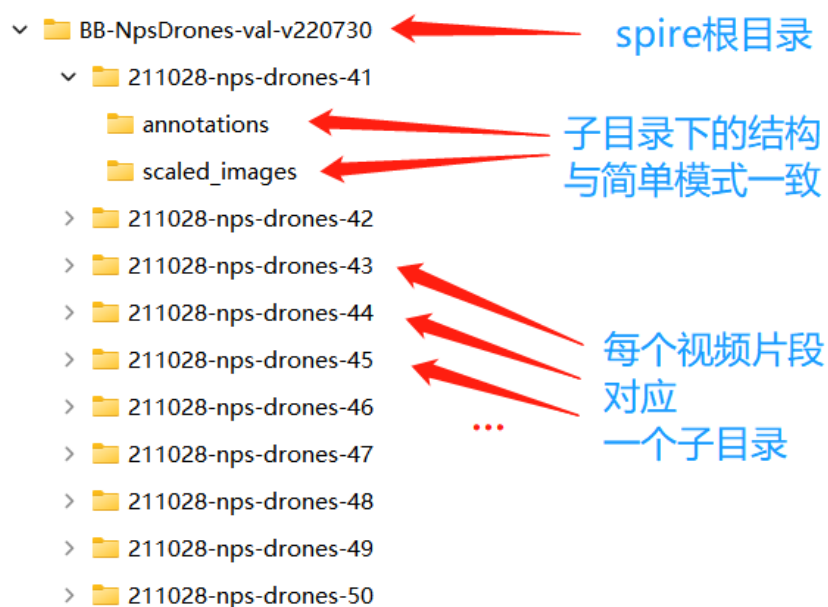 BB-NpsDrones-val-v220730
spire根目录
211028-nps-drones-41
annotations
scaled_images
子目录下的结构
与简单模式一致
211028-nps-drones-42
211028-nps-drones-43
211028-nps-drones-44
211028-nps-drones-45
每个视频片段
对应
一个子目录
211028-nps-drones-46
...
211028-nps-drones-47
211028-nps-drones-48
211028-nps-drones-49
211028-nps-drones-50